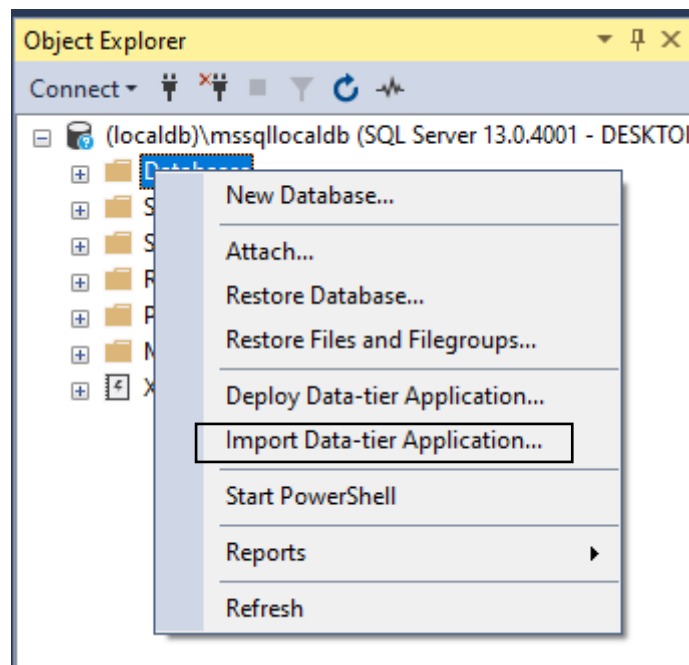 Object Explorer
Connect
(localdb)\mssqllocaldb (SQL Server 13.0.4001 - DESKTO
Databases
S
S
R
P
M
X
New Database...
Attach...
Restore Database...
Restore Files and Filegroups...
Deploy Data-tier Application...
Import Data-tier Application...
Start PowerShell
Reports
Refresh